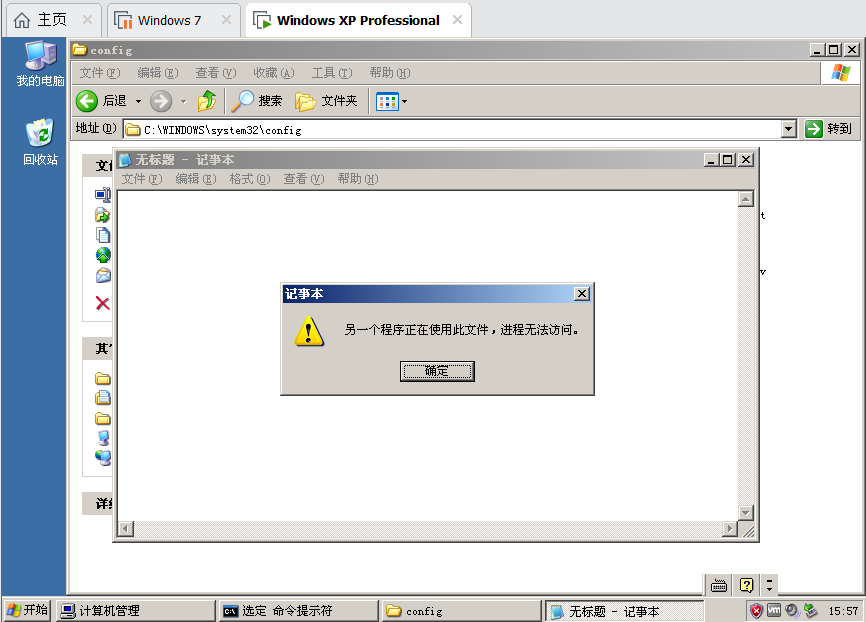 主页
Windows 7
Windows XP Professional
我的电脑
回收站
config
文件(F) 编辑(E) 查看(V) 收藏(A) 工具(T) 帮助(H)
后退 搜索 文件夹
地址(D) C:\WINDOWS\system32\config 转到
无标题 - 记事本
文件(F) 编辑(E) 格式(O) 查看(V) 帮助(H)
记事本
另一个程序正在使用此文件，进程无法访问。
确定
开始 计算机管理 选定 命令提示符 config 无标题 - 记事本 15:57